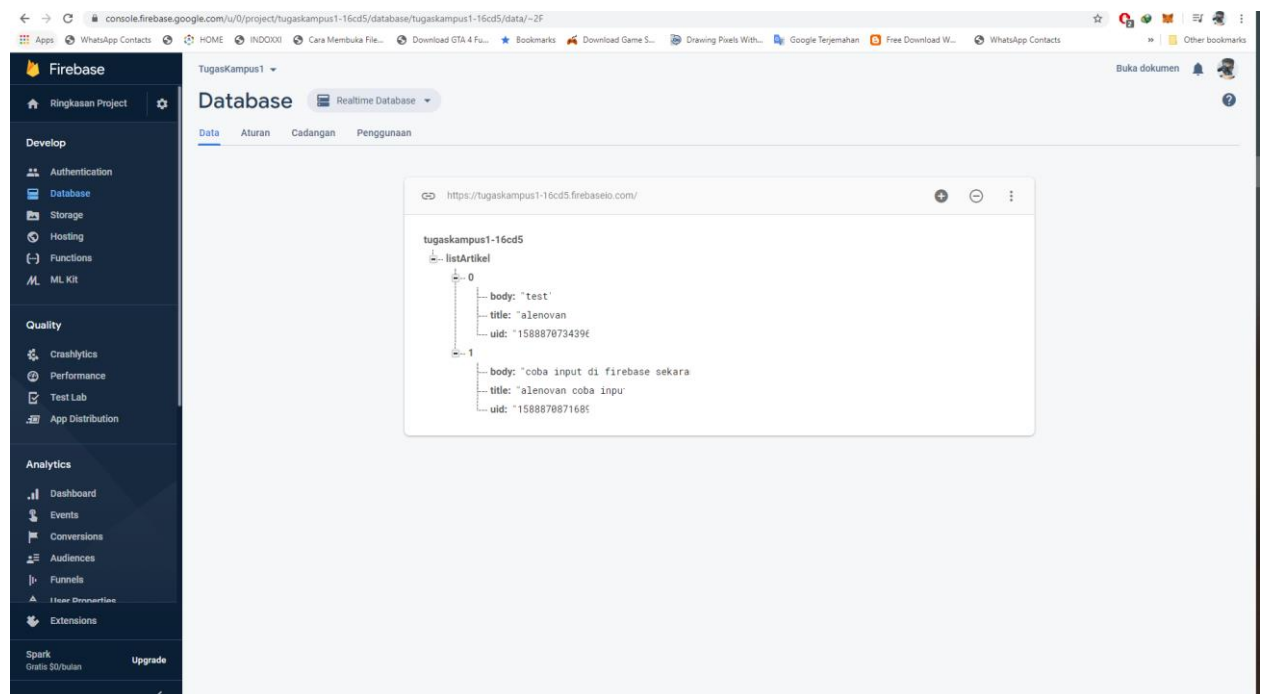 console.firebase.google.com/u/0/project/tugaskampus1-16cd5/database/tugaskampus1-16cd5/data/~2F
Apps WhatsApp Contacts HOME INDOXXI Cara Membuka File... Download GTA 4 Fu... Bookmarks Download Game S... Drawing Pixels With... Google Terjemahan Free Download W... WhatsApp Contacts » Other bookmarks
Firebase
TugasKampus1
Buka dokumen
Ringkasan Project
Database
Realtime Database
Data Aturan Cadangan Penggunaan
Develop
Authentication
Database
Storage
Hosting
Functions
ML Kit
Quality
Crashlytics
Performance
Test Lab
App Distribution
Analytics
Dashboard
Events
Conversions
Audiences
Funnels
User Properties
Extensions
Spark
Gratis $0/bulan
Upgrade
https://tugaskampus1-16cd5.firebaseio.com/
tugaskampus1-16cd5
listArtikel
0
body: "test"
title: "alenovan
uid: "158887073439
1
body: "coba input di firebase sekara
title: "alenovan coba inpu
uid: "158887087168